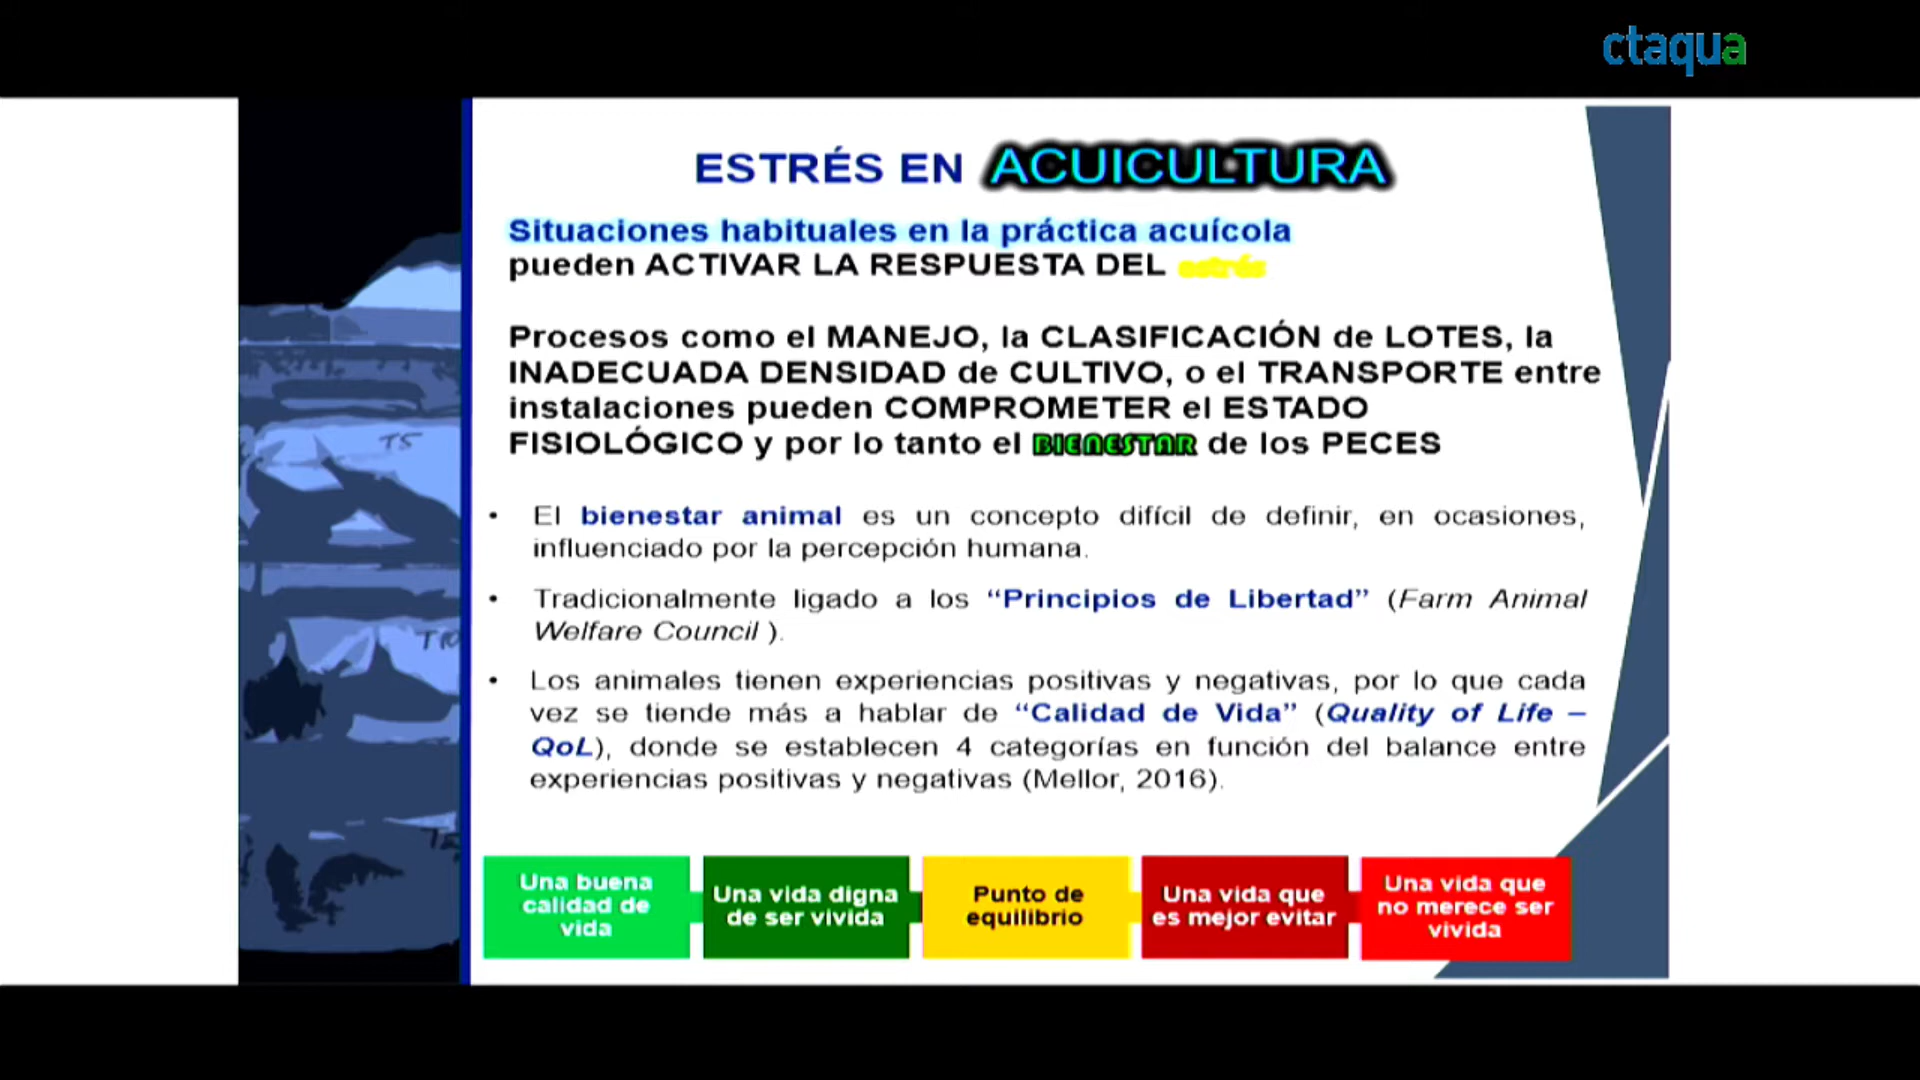 ctaqua
ESTRÉS EN ACUICULTURA
Situaciones habituales en la práctica acuícola
pueden ACTIVAR LA RESPUESTA DEL estrés
Procesos como el MANEJO, la CLASIFICACIÓN de LOTES, la
INADECUADA DENSIDAD de CULTIVO, o el TRANSPORTE entre
instalaciones pueden COMPROMETER el ESTADO
FISIOLÓGICO y por lo tanto el BIENESTAR de los PECES
• El bienestar animal es un concepto difícil de definir, en ocasiones,
influenciado por la percepción humana.
• Tradicionalmente ligado a los “Principios de Libertad” (Farm Animal
Welfare Council ).
• Los animales tienen experiencias positivas y negativas, por lo que cada
vez se tiende más a hablar de “Calidad de Vida” (Quality of Life –
QoL), donde se establecen 4 categorías en función del balance entre
experiencias positivas y negativas (Mellor, 2016).
Una buena
calidad de
vida
Una vida digna
de ser vivida
Punto de
equilibrio
Una vida que
es mejor evitar
Una vida que
no merece ser
vivida
T5